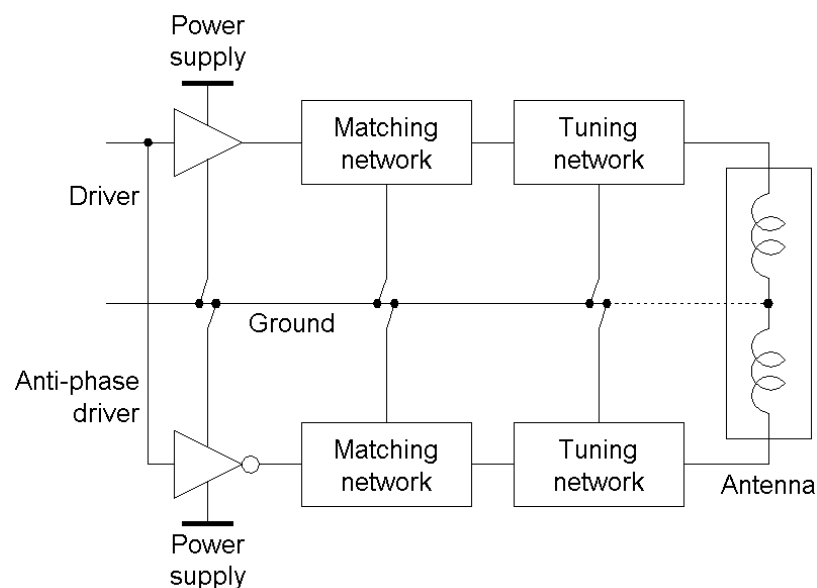 Power
supply
Matching
network
Tuning
network
Driver
Ground
Anti-phase
driver
Matching
network
Tuning
network
Antenna
Power
supply